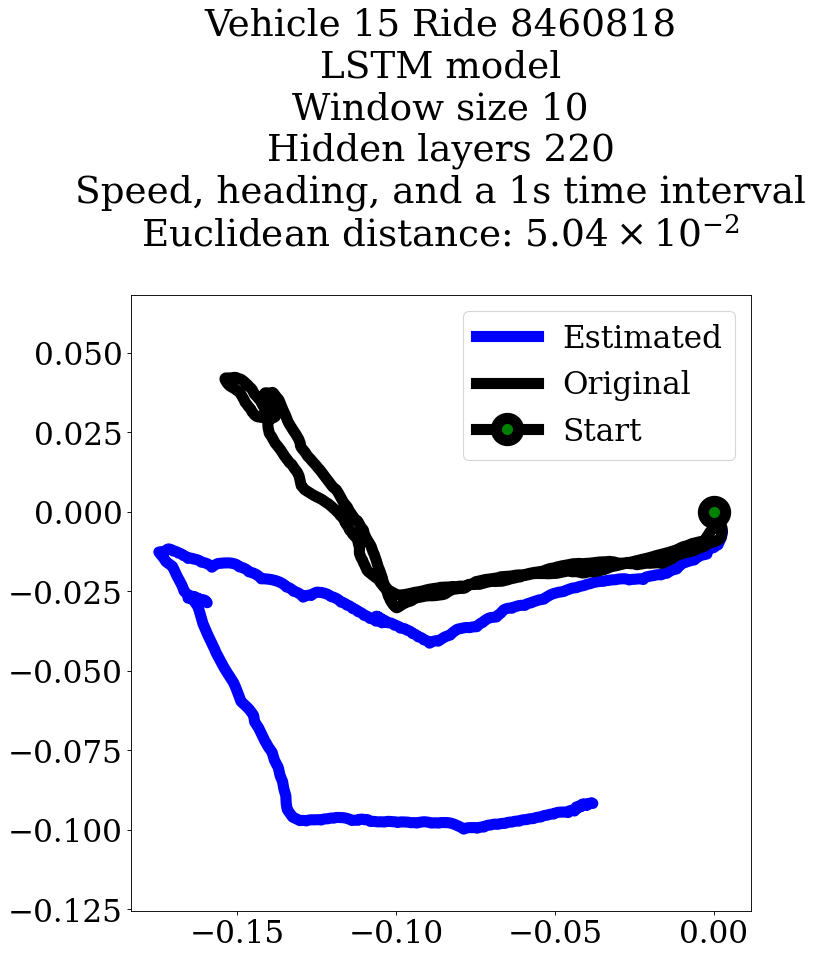 Vehicle 15 Ride 8460818
LSTM model
Window size 10
Hidden layers 220
Speed, heading, and a 1s time interval
Euclidean distance: 5.04 × 10⁻²
Estimated
Original
Start
0.050
0.025
0.000
−0.025
−0.050
−0.075
−0.100
−0.125
−0.15
−0.10
−0.05
0.00